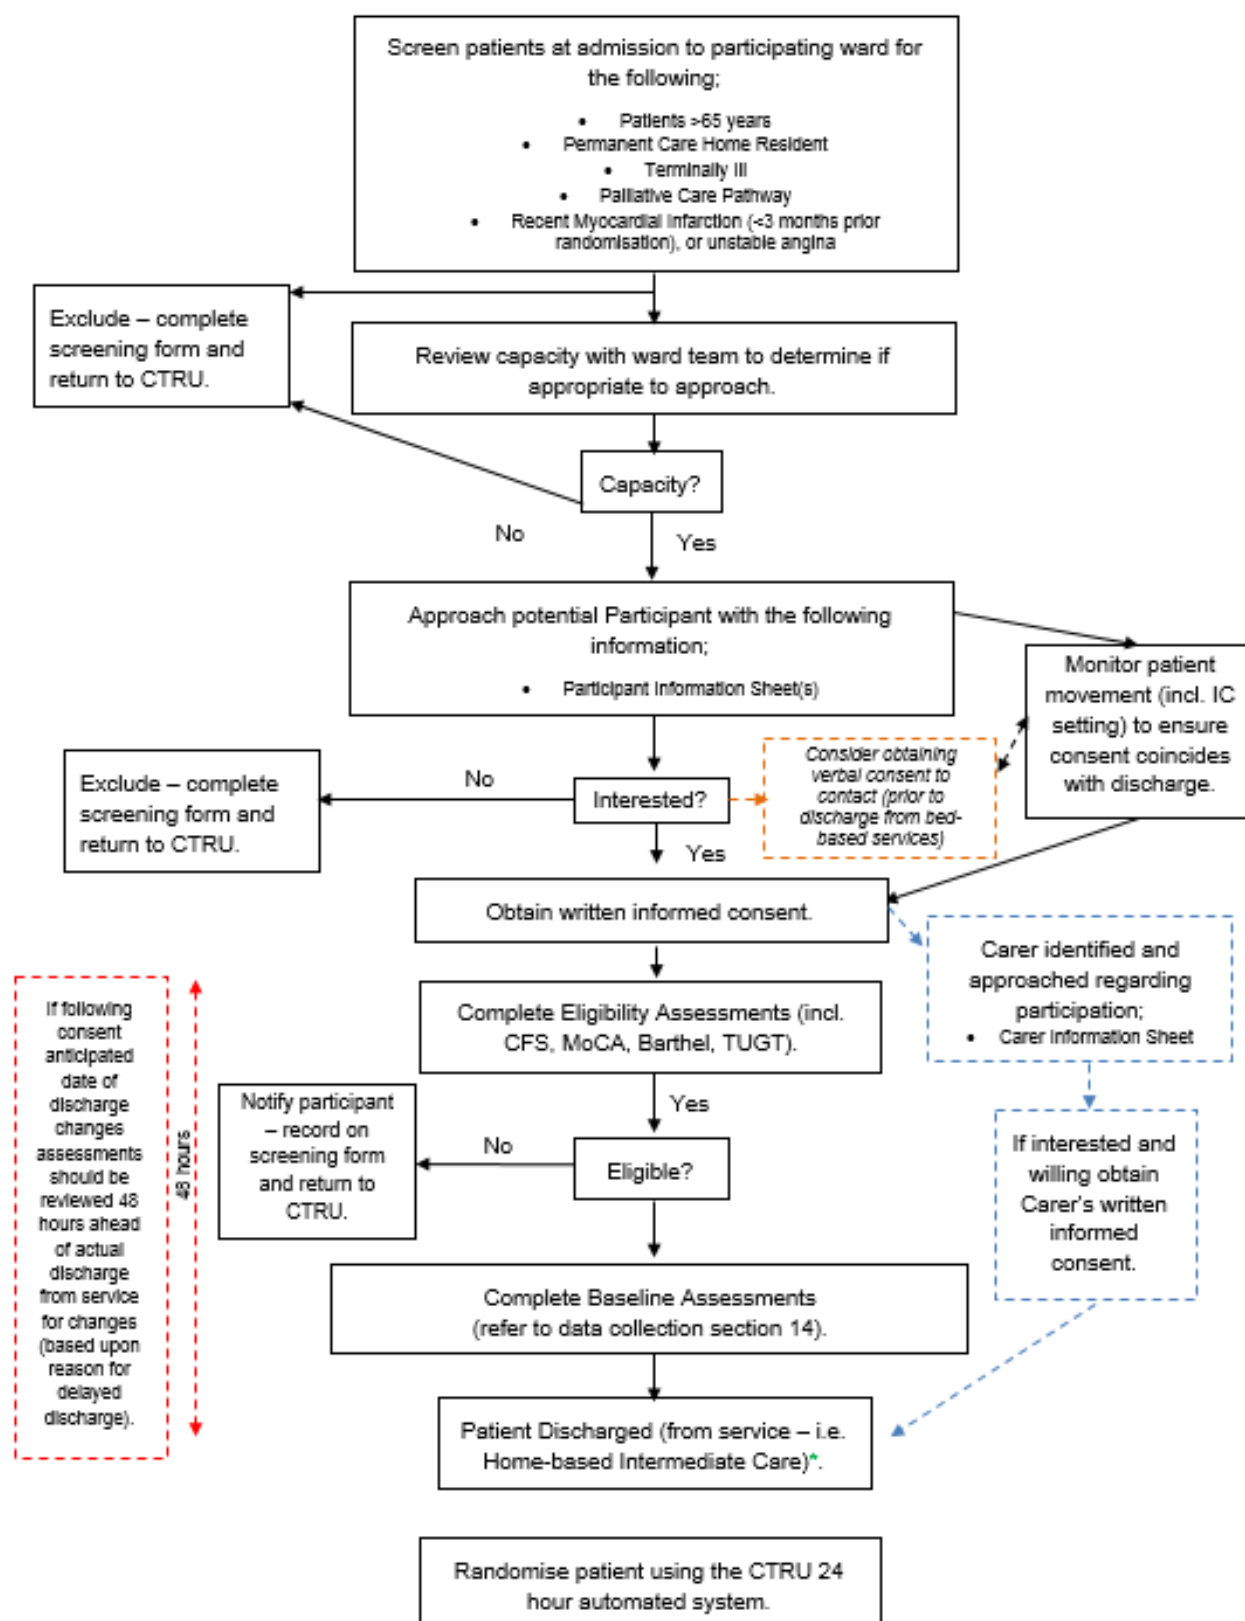 Screen patients at admission to participating ward for
the following;
• Patients >65 years
• Permanent Care Home Resident
• Terminally Ill
• Palliative Care Pathway
• Recent Myocardial Infarction (<3 months prior
randomisation), or unstable angina
Exclude – complete
screening form and
return to CTRU.
Review capacity with ward team to determine if
appropriate to approach.
Capacity?
No
Yes
Approach potential Participant with the following
information;
• Participant Information Sheet(s)
Monitor patient
movement (incl. IC
setting) to ensure
consent coincides
with discharge.
Exclude – complete
screening form and
return to CTRU.
No
Interested?
Consider obtaining
verbal consent to
contact (prior to
discharge from bed-
based services)
Yes
Obtain written informed consent.
Carer identified and
approached regarding
participation;
• Carer Information Sheet
If following
consent
anticipated
date of
discharge
changes
assessments
should be
reviewed 48
hours ahead
of actual
discharge
from service
for changes
(based upon
reason for
delayed
discharge).
48 hours
Complete Eligibility Assessments (incl.
CFS, MoCA, Barthel, TUGT).
Notify participant
– record on
screening form
and return to
CTRU.
No
Yes
Eligible?
If interested and
willing obtain
Carer's written
informed
consent.
Complete Baseline Assessments
(refer to data collection section 14).
Patient Discharged (from service – i.e.
Home-based Intermediate Care)*.
Randomise patient using the CTRU 24
hour automated system.